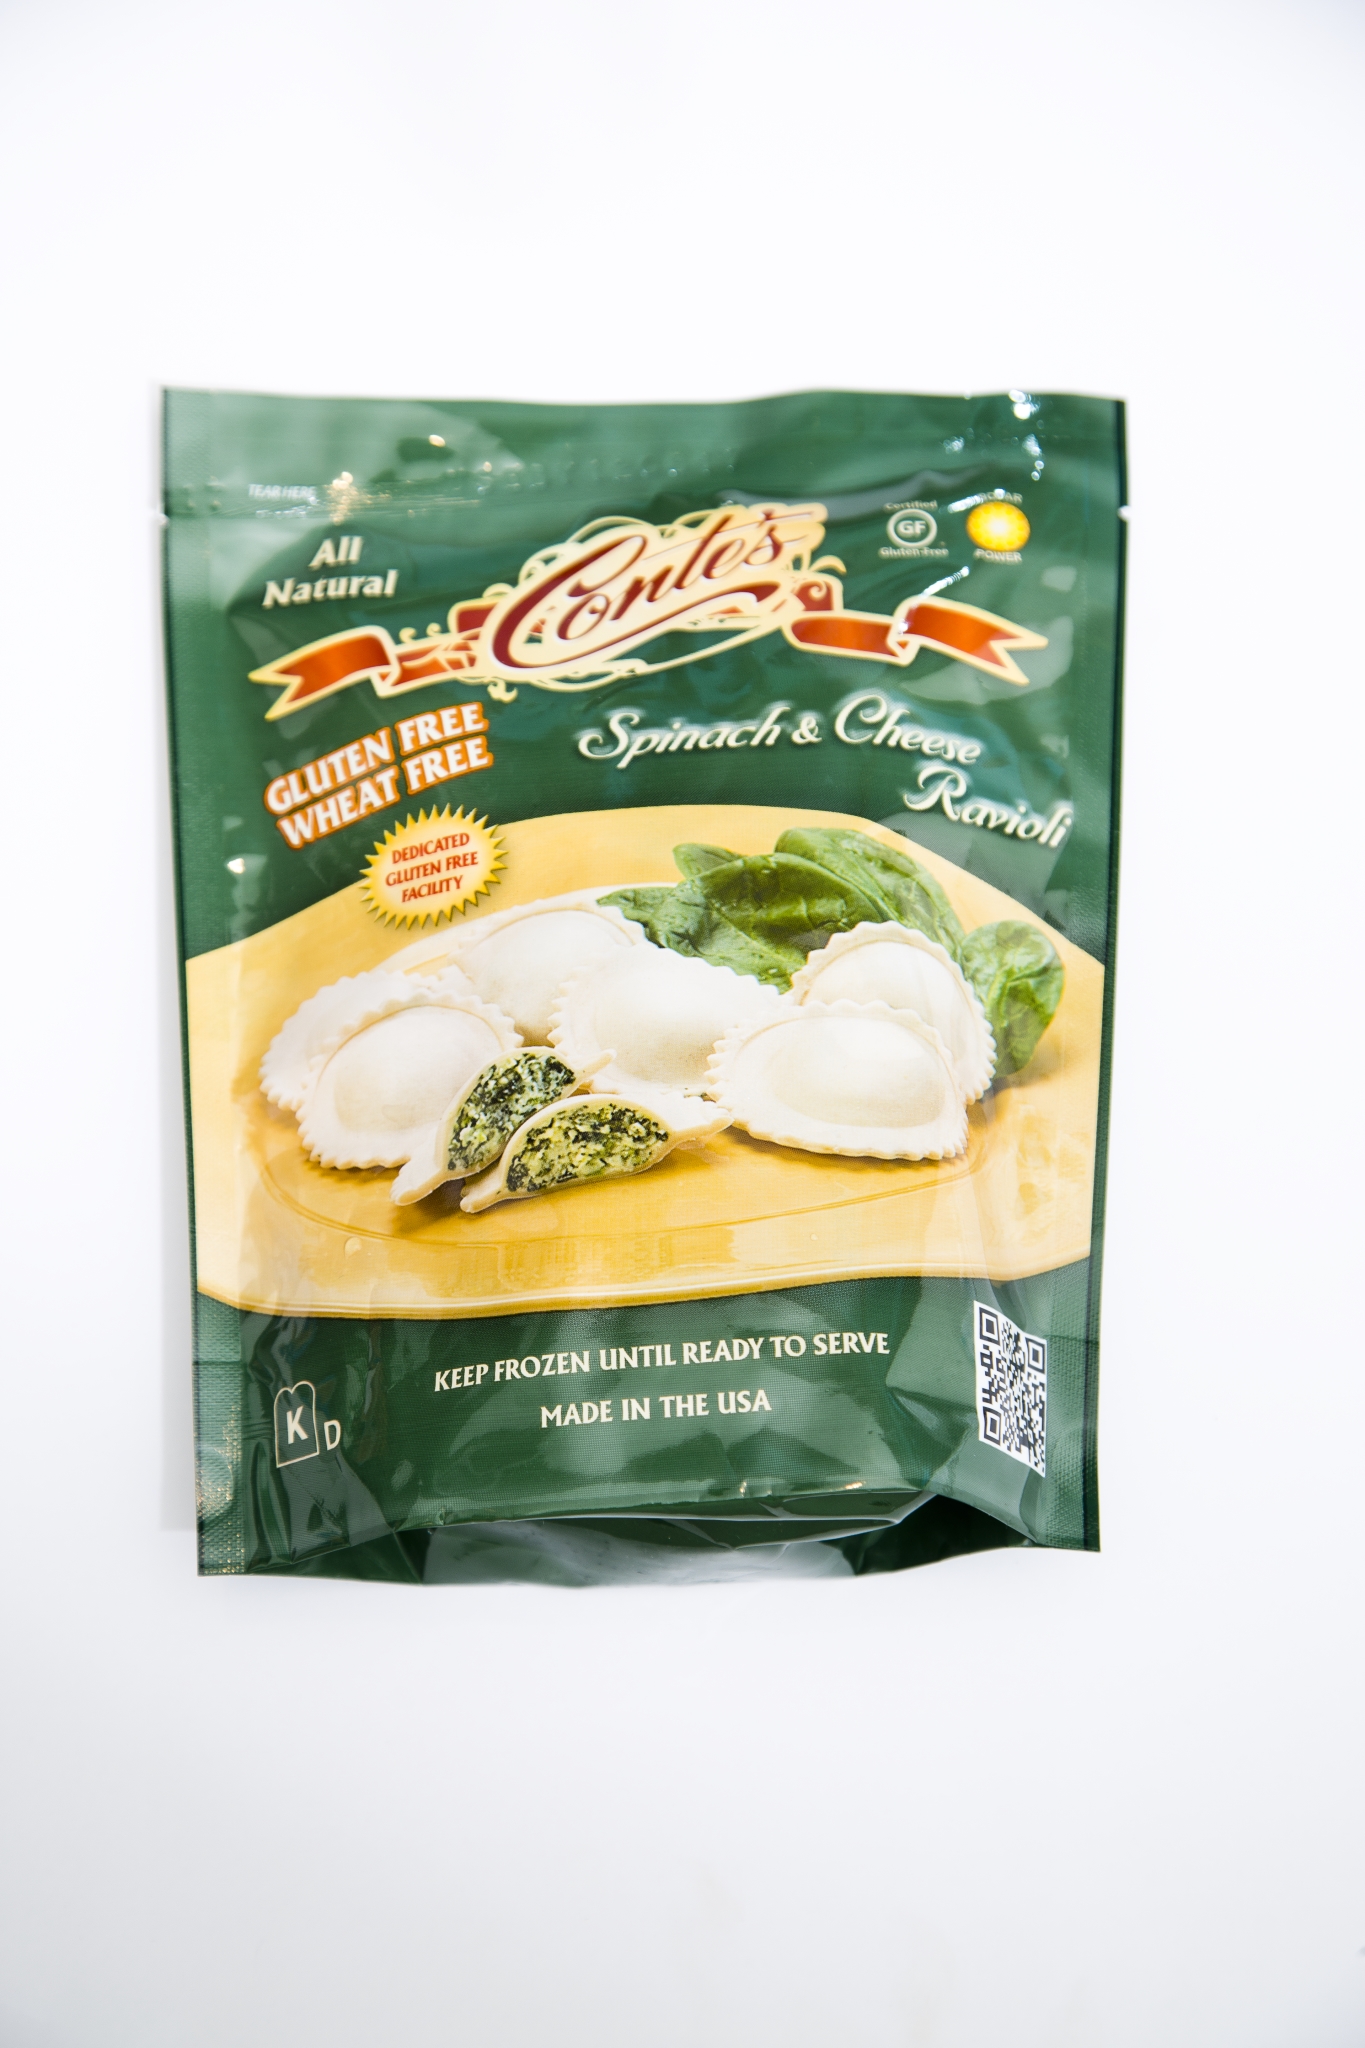 TEAR HERE
All
Natural
Conte's
Certified
GF
Gluten-Free
SOLAR
POWER
GLUTEN FREE
WHEAT FREE
Spinach & Cheese
Ravioli
DEDICATED
GLUTEN FREE
FACILITY
KEEP FROZEN UNTIL READY TO SERVE
MADE IN THE USA
K D